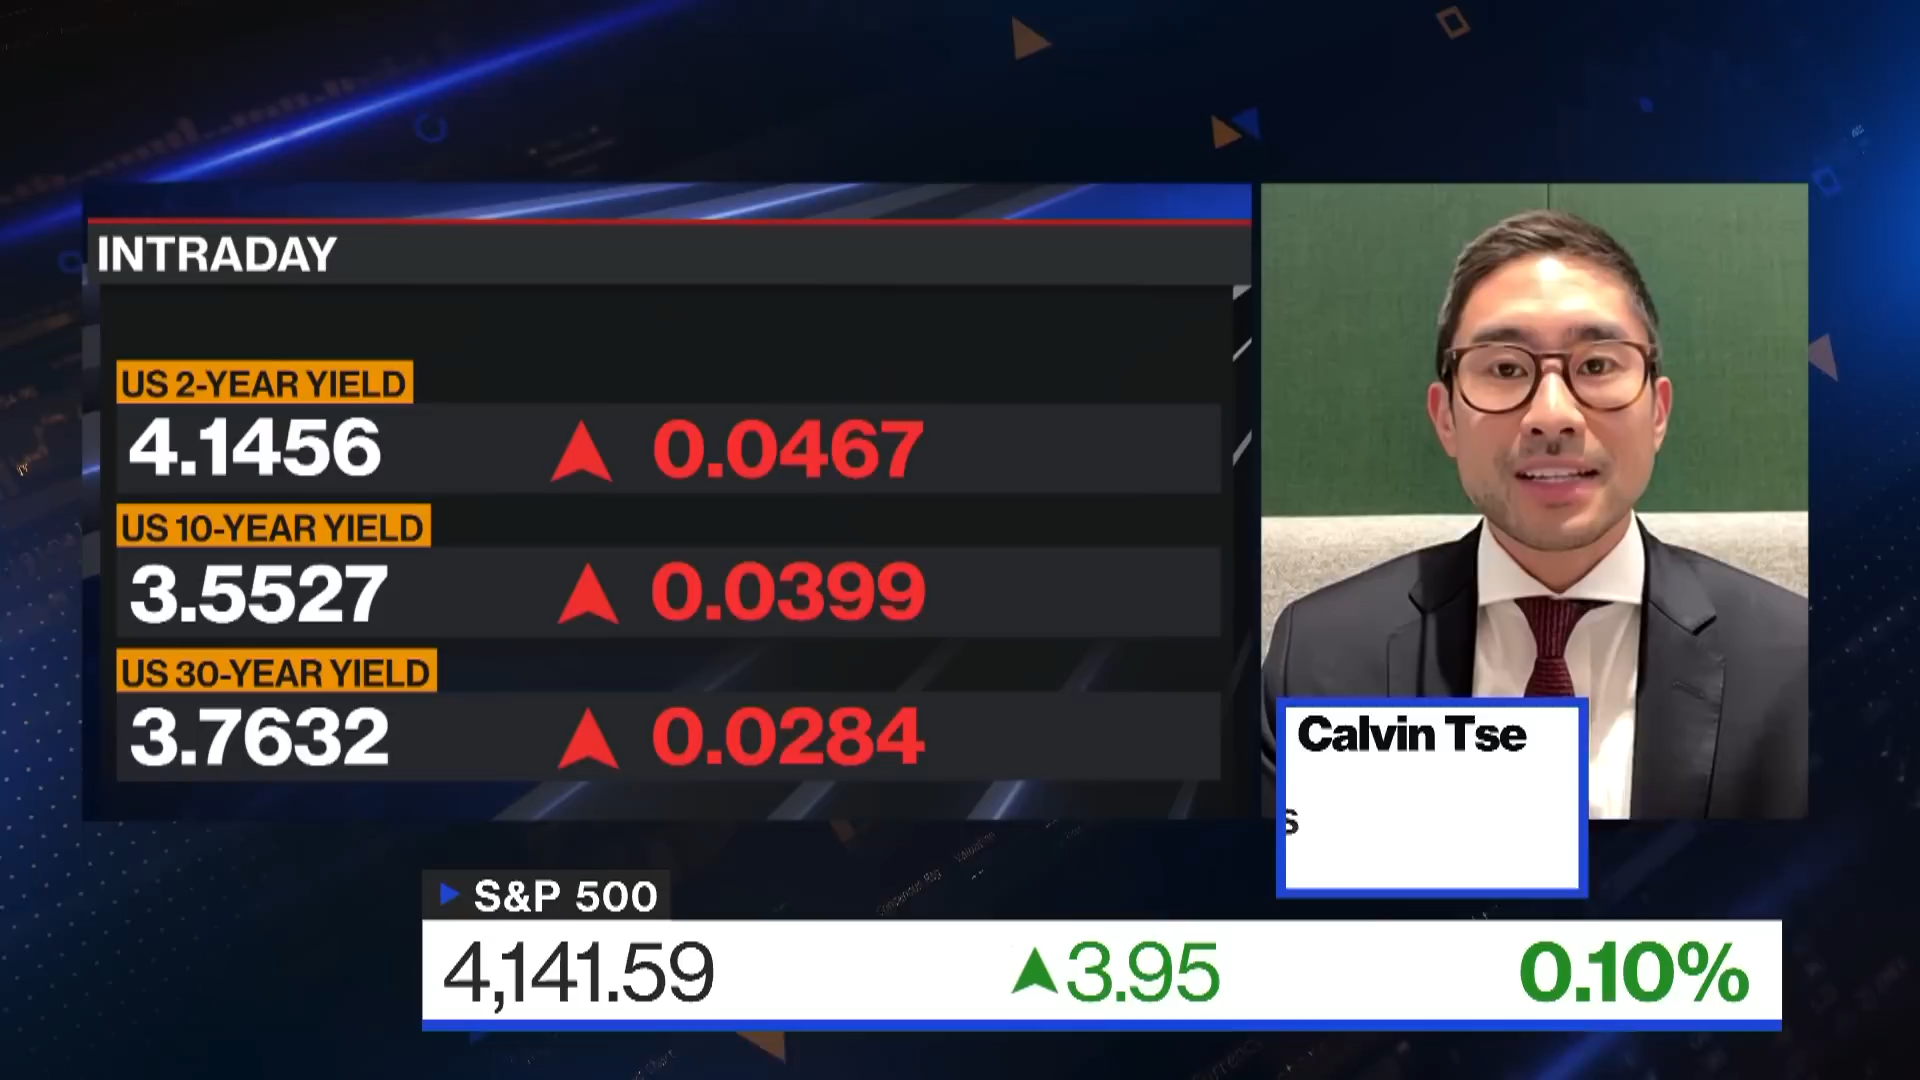 INTRADAY
US 2-YEAR YIELD
4.1456 ▲ 0.0467
US 10-YEAR YIELD
3.5527 ▲ 0.0399
US 30-YEAR YIELD
3.7632 ▲ 0.0284
Calvin Tse
s
S&P 500
4,141.59 ▲3.95 0.10%